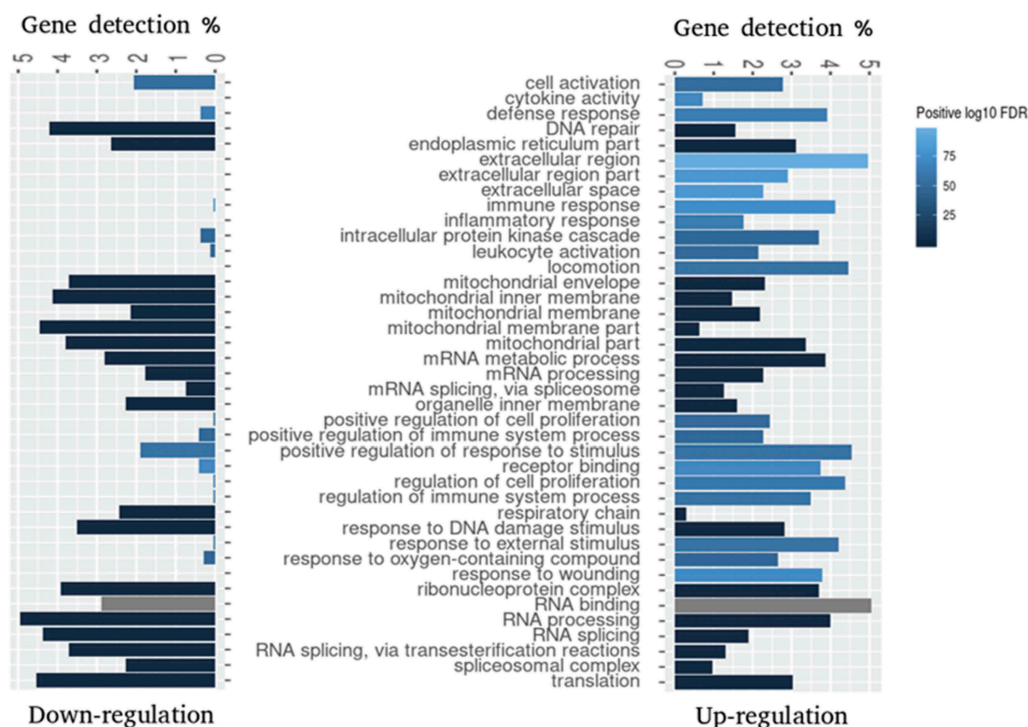 Gene detection %
Gene detection %
5 4 3 2 1 0
0 1 2 3 4 5
cell activation
cytokine activity
defense response
DNA repair
endoplasmic reticulum part
extracellular region
extracellular region part
extracellular space
immune response
inflammatory response
intracellular protein kinase cascade
leukocyte activation
locomotion
mitochondrial envelope
mitochondrial inner membrane
mitochondrial membrane
mitochondrial membrane part
mitochondrial part
mRNA metabolic process
mRNA processing
mRNA splicing, via spliceosome
organelle inner membrane
positive regulation of cell proliferation
positive regulation of immune system process
positive regulation of response to stimulus
receptor binding
regulation of cell proliferation
regulation of immune system process
respiratory chain
response to DNA damage stimulus
response to external stimulus
response to oxygen-containing compound
response to wounding
ribonucleoprotein complex
RNA binding
RNA processing
RNA splicing
RNA splicing, via transesterification reactions
spliceosomal complex
translation
Positive log10 FDR
75
50
25
Down-regulation
Up-regulation